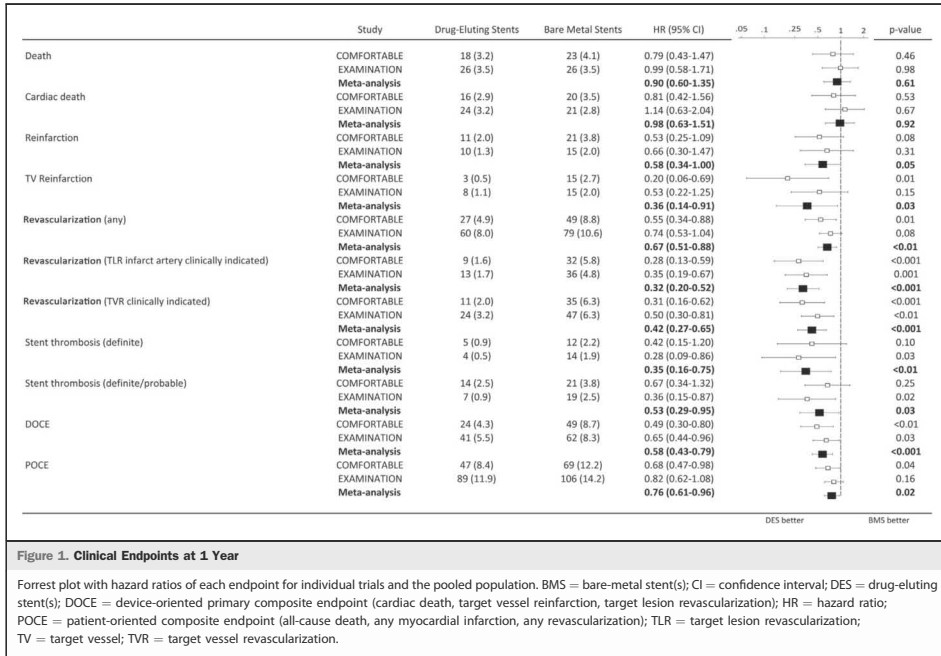 Study Drug-Eluting Stents Bare Metal Stents HR (95% CI) .05 .1 .25 .5 1 2 p-value
Death COMFORTABLE 18 (3.2) 23 (4.1) 0.79 (0.43-1.47) 0.46
EXAMINATION 26 (3.5) 26 (3.5) 0.99 (0.58-1.71) 0.98
Meta-analysis 0.90 (0.60-1.35) 0.61
Cardiac death COMFORTABLE 16 (2.9) 20 (3.5) 0.81 (0.42-1.56) 0.53
EXAMINATION 24 (3.2) 21 (2.8) 1.14 (0.63-2.04) 0.67
Meta-analysis 0.98 (0.63-1.51) 0.92
Reinfarction COMFORTABLE 11 (2.0) 21 (3.8) 0.53 (0.25-1.09) 0.08
EXAMINATION 10 (1.3) 15 (2.0) 0.66 (0.30-1.47) 0.31
Meta-analysis 0.58 (0.34-1.00) 0.05
TV Reinfarction COMFORTABLE 3 (0.5) 15 (2.7) 0.20 (0.06-0.69) 0.01
EXAMINATION 8 (1.1) 15 (2.0) 0.53 (0.22-1.25) 0.15
Meta-analysis 0.36 (0.14-0.91) 0.03
Revascularization (any) COMFORTABLE 27 (4.9) 49 (8.8) 0.55 (0.34-0.88) 0.01
EXAMINATION 60 (8.0) 79 (10.6) 0.74 (0.53-1.04) 0.08
Meta-analysis 0.67 (0.51-0.88) <0.01
Revascularization (TLR infarct artery clinically indicated) COMFORTABLE 9 (1.6) 32 (5.8) 0.28 (0.13-0.59) <0.001
EXAMINATION 13 (1.7) 36 (4.8) 0.35 (0.19-0.67) 0.001
Meta-analysis 0.32 (0.20-0.52) <0.001
Revascularization (TVR clinically indicated) COMFORTABLE 11 (2.0) 35 (6.3) 0.31 (0.16-0.62) <0.001
EXAMINATION 24 (3.2) 47 (6.3) 0.50 (0.30-0.81) <0.01
Meta-analysis 0.42 (0.27-0.65) <0.001
Stent thrombosis (definite) COMFORTABLE 5 (0.9) 12 (2.2) 0.42 (0.15-1.20) 0.10
EXAMINATION 4 (0.5) 14 (1.9) 0.28 (0.09-0.86) 0.03
Meta-analysis 0.35 (0.16-0.75) <0.01
Stent thrombosis (definite/probable) COMFORTABLE 14 (2.5) 21 (3.8) 0.67 (0.34-1.32) 0.25
EXAMINATION 7 (0.9) 19 (2.5) 0.36 (0.15-0.87) 0.02
Meta-analysis 0.53 (0.29-0.95) 0.03
DOCE COMFORTABLE 24 (4.3) 49 (8.7) 0.49 (0.30-0.80) <0.01
EXAMINATION 41 (5.5) 62 (8.3) 0.65 (0.44-0.96) 0.03
Meta-analysis 0.58 (0.43-0.79) <0.001
POCE COMFORTABLE 47 (8.4) 69 (12.2) 0.68 (0.47-0.98) 0.04
EXAMINATION 89 (11.9) 106 (14.2) 0.82 (0.62-1.08) 0.16
Meta-analysis 0.76 (0.61-0.96) 0.02
DES better BMS better
Figure 1. Clinical Endpoints at 1 Year
Forrest plot with hazard ratios of each endpoint for individual trials and the pooled population. BMS = bare-metal stent(s); CI = confidence interval; DES = drug-eluting
stent(s); DOCE = device-oriented primary composite endpoint (cardiac death, target vessel reinfarction, target lesion revascularization); HR = hazard ratio;
POCE = patient-oriented composite endpoint (all-cause death, any myocardial infarction, any revascularization); TLR = target lesion revascularization;
TV = target vessel; TVR = target vessel revascularization.